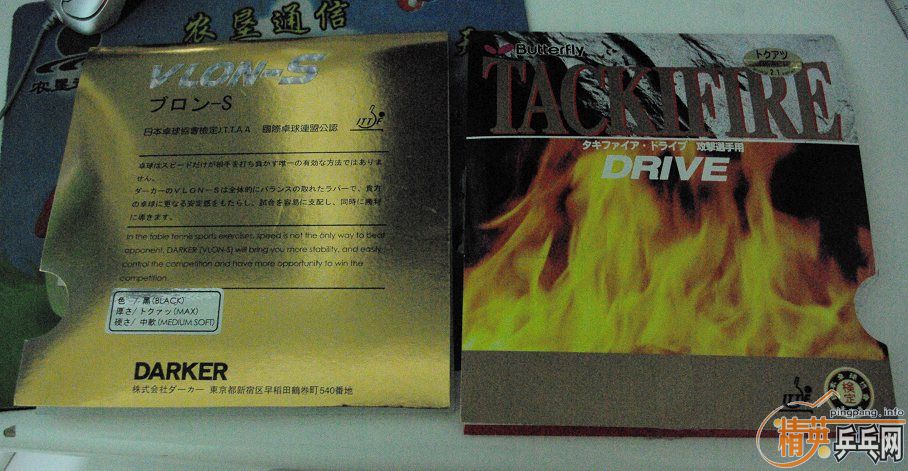 农垦通信
VLON-S
ブロン-S
日本卓球協會檢定J.T.T.A.A 國際卓球連盟公認
ITTF
卓球はスピードだけが相手を打ち負かす唯一の有効な方法ではありま
せん。
ダーカーのVLON-Sは全体的にバランスの取れたラバーで、貴方
の卓球に更なる安定感をもたらし、試合を容易に支配し、同時に勝利
に導きます。
In the table tenne sports exercises, speed is not the only way to beat
opponent, DARKER [VLON-S] will bring you more stability, and easily
control the competition and have more opportunity to win the
competition.
色 / 黒(BLACK)
厚さ/トクァッ(MAX)
硬さ/ 中軟(MEDIUM SOFT)
DARKER
株式会社ダーカー 東京都新宿区早稲田鶴巻町540番地
Butterfly
トクアツ
2.1
TACKIFIRE
タキファイア・ドライブ 攻撃選手用
DRIVE
ITTF
検定
pingpang.info
精英乒乓网